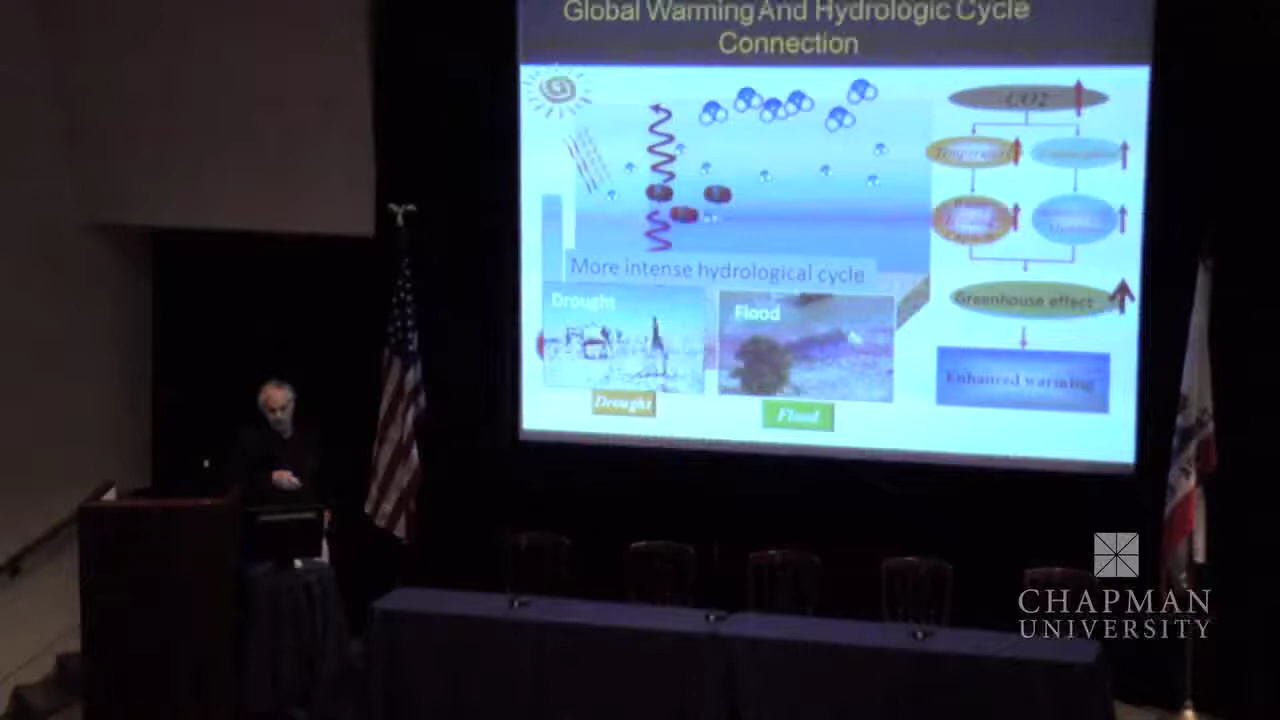 Global Warming And Hydrologic Cycle
Connection
CO2
Temperature
More intense hydrological cycle
Greenhouse effect
Drought
Flood
Enhanced warming
Drought
Flood
CHAPMAN
UNIVERSITY